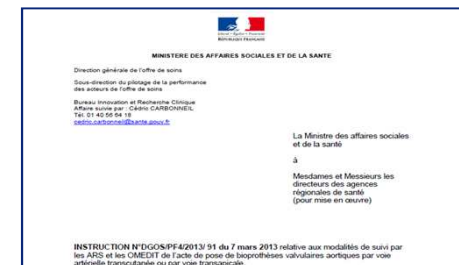 RÉPUBLIQUE FRANÇAISE
MINISTERE DES AFFAIRES SOCIALES ET DE LA SANTE
Direction générale de l'offre de soins
Sous-direction du pilotage de la performance
des acteurs de l'offre de soins
Bureau Innovation et Recherche Clinique
Affaire suivie par : Cédric CARBONNEIL
Tél. 01 40 56 64 18
cedric.carbonneil@sante.gouv.fr
La Ministre des affaires sociales
et de la santé
à
Mesdames et Messieurs les
directeurs des agences
régionales de santé
(pour mise en œuvre)
INSTRUCTION N°DGOS/PF4/2013/ 91 du 7 mars 2013 relative aux modalités de suivi par
les ARS et les OMEDIT de l'acte de pose de bioprothèses valvulaires aortiques par voie
artérielle transcutanée ou par voie transapicale.